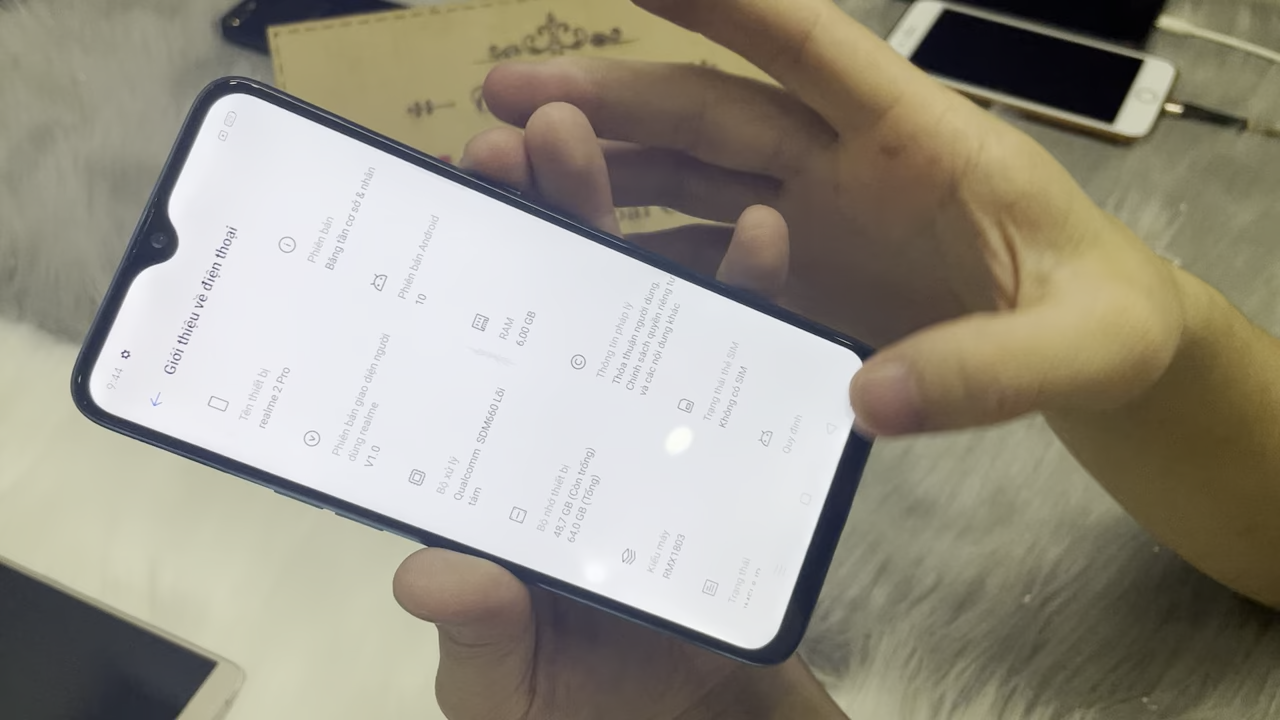 9:44
Giới thiệu về điện thoại
Tên thiết bị
realme 2 Pro
Phiên bản
Băng tần cơ sở & nhân
Phiên bản giao diện người
dùng realme
V1.0
Phiên bản Android
10
Bộ xử lý
Qualcomm SDM660 Lõi
tám
RAM
6,00 GB
Bộ nhớ thiết bị
48,7 GB (Còn trống)
64,0 GB (Tổng)
Thông tin pháp lý
Thỏa thuận người dùng,
Chính sách quyền riêng tư
và các nội dung khác
Kiểu máy
RMX1803
Trạng thái thẻ SIM
Không có SIM
Trạng thái
Quy định